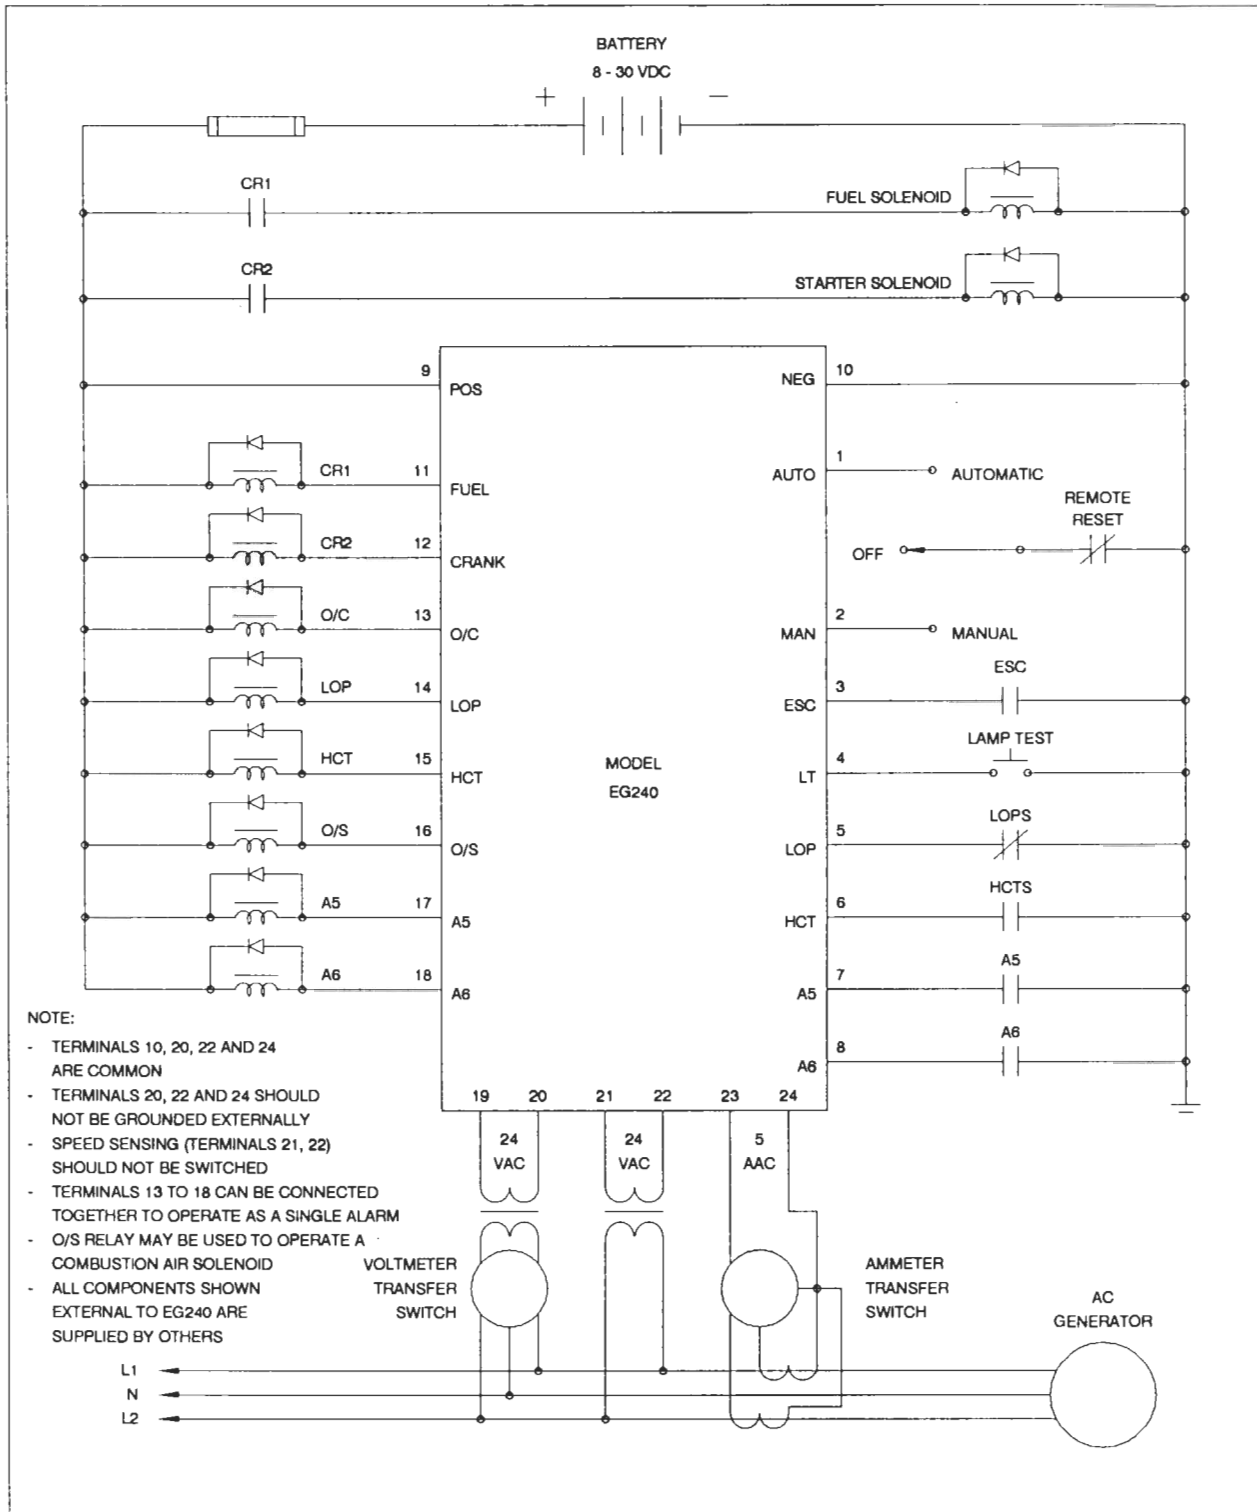 BATTERY
8 - 30 VDC
+ −
CR1
FUEL SOLENOID
CR2
STARTER SOLENOID
9
POS
NEG
10
CR1
11
FUEL
AUTO
1
AUTOMATIC
REMOTE
RESET
CR2
12
CRANK
OFF
O/C
13
O/C
MAN
2
MANUAL
LOP
14
LOP
ESC
3
ESC
HCT
15
HCT
MODEL
EG240
LT
4
LAMP TEST
O/S
16
O/S
LOP
5
LOPS
A5
17
A5
HCT
6
HCTS
A6
18
A6
A5
7
A5
A6
8
A6
NOTE:
- TERMINALS 10, 20, 22 AND 24
ARE COMMON
- TERMINALS 20, 22 AND 24 SHOULD
NOT BE GROUNDED EXTERNALLY
- SPEED SENSING (TERMINALS 21, 22)
SHOULD NOT BE SWITCHED
- TERMINALS 13 TO 18 CAN BE CONNECTED
TOGETHER TO OPERATE AS A SINGLE ALARM
- O/S RELAY MAY BE USED TO OPERATE A
COMBUSTION AIR SOLENOID
- ALL COMPONENTS SHOWN
EXTERNAL TO EG240 ARE
SUPPLIED BY OTHERS
19 20 21 22 23 24
24
VAC
24
VAC
5
AAC
VOLTMETER
TRANSFER
SWITCH
AMMETER
TRANSFER
SWITCH
AC
GENERATOR
L1
N
L2